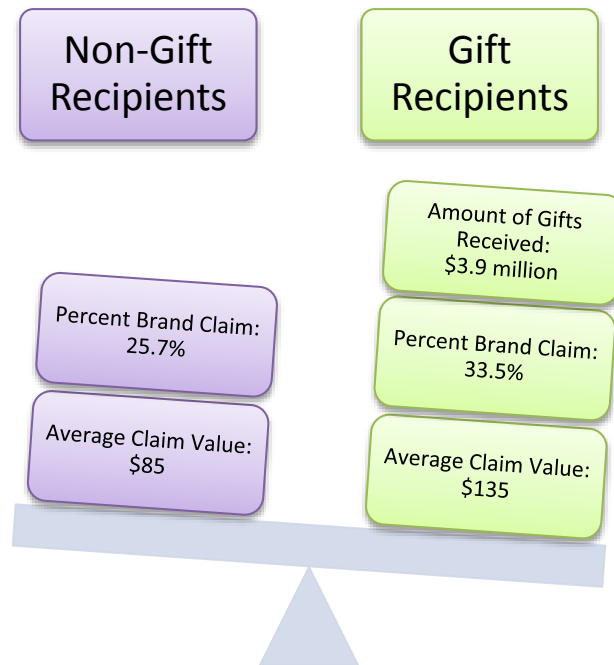 Non-Gift
Recipients
Gift
Recipients
Amount of Gifts
Received:
$3.9 million
Percent Brand Claim:
25.7%
Percent Brand Claim:
33.5%
Average Claim Value:
$85
Average Claim Value:
$135